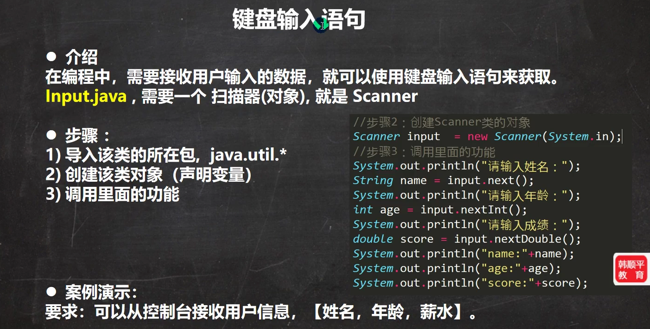 键盘输入语句
● 介绍
在编程中，需要接收用户输入的数据，就可以使用键盘输入语句来获取。
Input.java , 需要一个 扫描器(对象), 就是 Scanner
● 步骤 ：
1) 导入该类的所在包，java.util.*
2) 创建该类对象（声明变量）
3) 调用里面的功能
//步骤2：创建Scanner类的对象
Scanner input  = new Scanner(System.in);
//步骤3：调用里面的功能
System.out.println("请输入姓名：");
String name = input.next();
System.out.println("请输入年龄：");
int age = input.nextInt();
System.out.println("请输入成绩：");
double score = input.nextDouble();
System.out.println("name:"+name);
System.out.println("age:"+age);
System.out.println("score:"+score);
韩顺平
教 育
● 案例演示：
要求：可以从控制台接收用户信息，【姓名，年龄，薪水】。